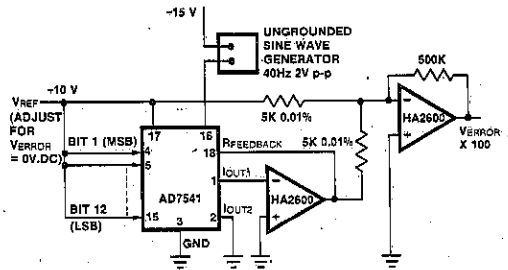 +15 V
UNGROUNDED
SINE WAVE
GENERATOR
40Hz 2V p-p
+10 V
VREF
(ADJUST
FOR
VERROR
= 0V.DC)
BIT 1 (MSB)
BIT 12
(LSB)
17
16
4
5
15
18
1
2
3
AD7541
GND
RFEEDBACK
IOUT1
IOUT2
5K 0.01%
5K 0.01%
HA2600
500K
HA2600
VERROR
X 100